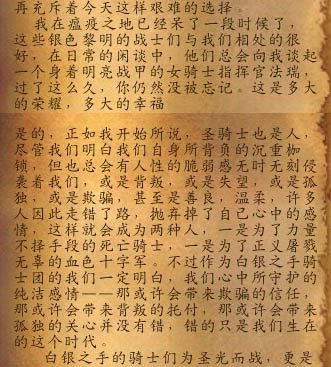 再充斥着今天这样艰难的选择。
我在瘟疫之地已经呆了一段时候了，
这些银色黎明的战士们与我们相处的很
好，在日常的闲谈中，他们总会向我谈起
一个身着明亮战甲的女骑士指挥官法瑞，
过了这么久，你仍然没被忘记。这是多大
的荣耀，多大的幸福
是的，正如我开始所说，圣骑士也是人，
尽管我们明白我们自身所背负的沉重枷
锁，但也总会有人性的脆弱感无时无刻侵
袭着我们，或是背叛，或是失望，或是孤
独，或是欺骗，甚至是善良，温柔，许多
人因此走错了路，抛弃掉了自己心中的感
情，这样就会成为两种人，一是为了力量
不择手段的死亡骑士，一是为了正义屠戮
无辜的血色十字军。不过作为白银之手骑
士团的我们一定明白，我们心中所守护的
纯洁感情——那或许会带来欺骗的信任，
那或许会带来背叛的托付，那或许会带来
孤独的关心并没有错，错的只是我们生在
的这个时代。
白银之手的骑士们为圣光而战，更是